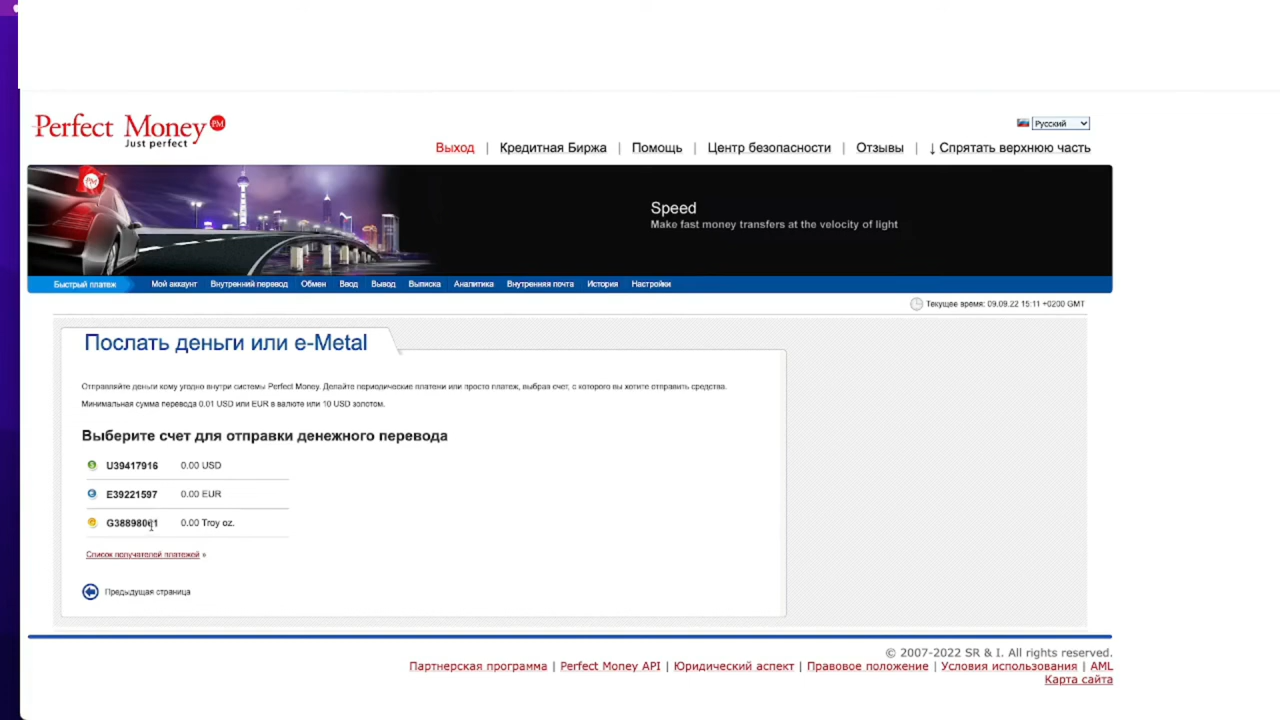 Perfect Money PM
Just perfect
Русский
Выход | Кредитная Биржа | Помощь | Центр безопасности | Отзывы | ↓ Спрятать верхнюю часть
PM
Speed
Make fast money transfers at the velocity of light
Быстрый платеж Мой аккаунт Внутренний перевод Обмен Ввод Вывод Выписка Аналитика Внутренняя почта История Настройки
Текущее время: 09.09.22 15:11 +0200 GMT
Послать деньги или e-Metal
Отправляйте деньги кому угодно внутри системы Perfect Money. Делайте периодические платежи или просто платеж, выбрав счет, с которого вы хотите отправить средства.
Минимальная сумма перевода 0.01 USD или EUR в валюте или 10 USD золотом.
Выберите счет для отправки денежного перевода
U39417916 0.00 USD
E39221597 0.00 EUR
0.00 Troy oz.
Список получателей платежей »
Предыдущая страница
© 2007-2022 SR & I. All rights reserved.
Партнерская программа | Perfect Money API | Юридический аспект | Правовое положение | Условия использования | AML
Карта сайта